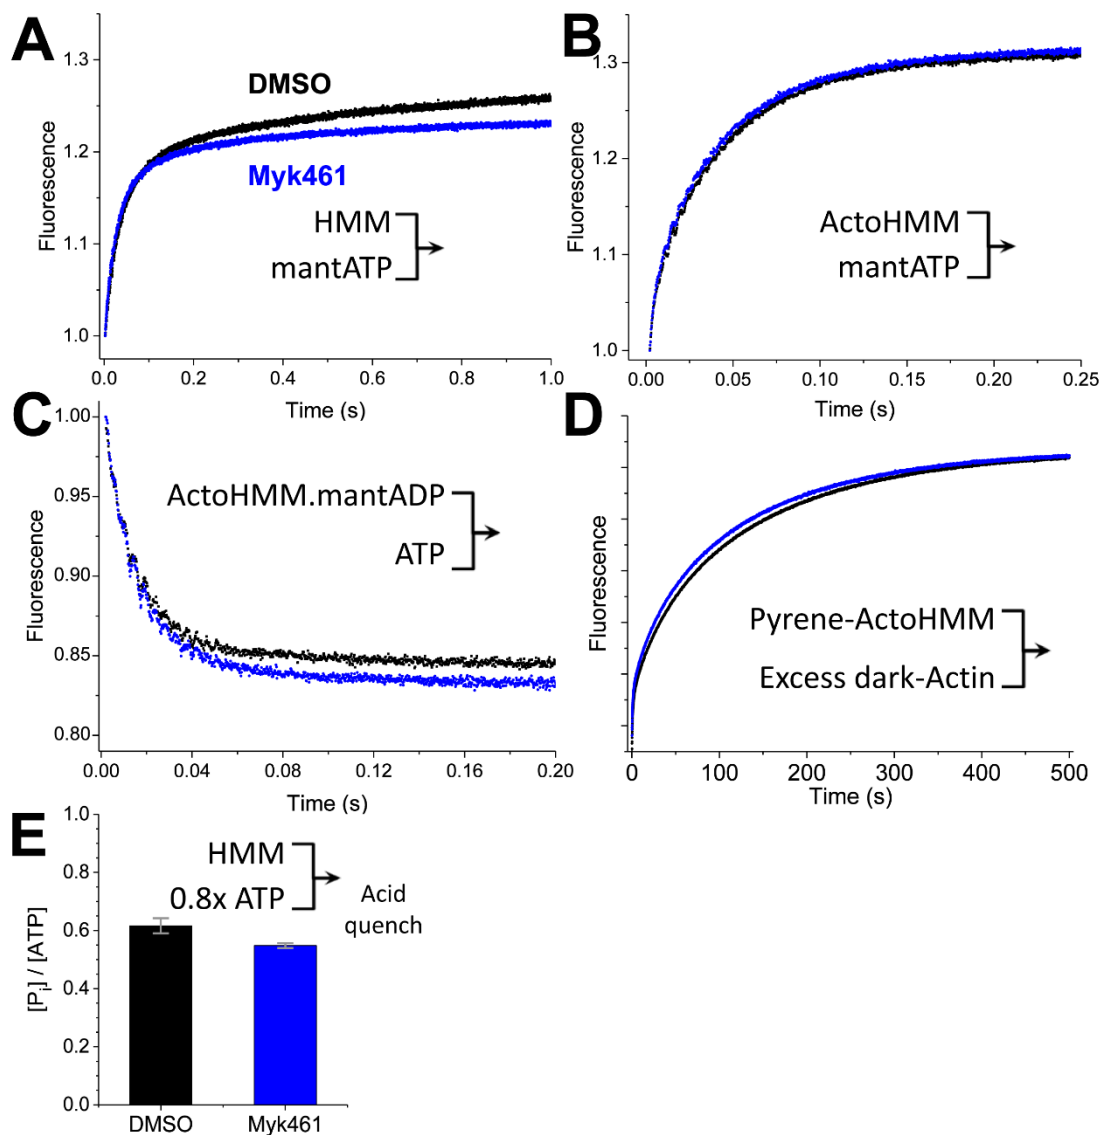 A
1.3
1.2
1.1
1.0
Fluorescence
DMSO
Myk461
HMM
mantATP
0.0 0.2 0.4 0.6 0.8 1.0
Time (s)
B
1.3
1.2
1.1
1.0
Fluorescence
ActoHMM
mantATP
0.00 0.05 0.10 0.15 0.20 0.25
Time (s)
C
1.00
0.95
0.90
0.85
0.80
Fluorescence
ActoHMM.mantADP
ATP
0.00 0.04 0.08 0.12 0.16 0.20
Time (s)
D
Fluorescence
Pyrene-ActoHMM
Excess dark-Actin
0 100 200 300 400 500
Time (s)
E
1.0
0.8
0.6
0.4
0.2
0.0
[Pi] / [ATP]
HMM
0.8x ATP
Acid
quench
DMSO Myk461